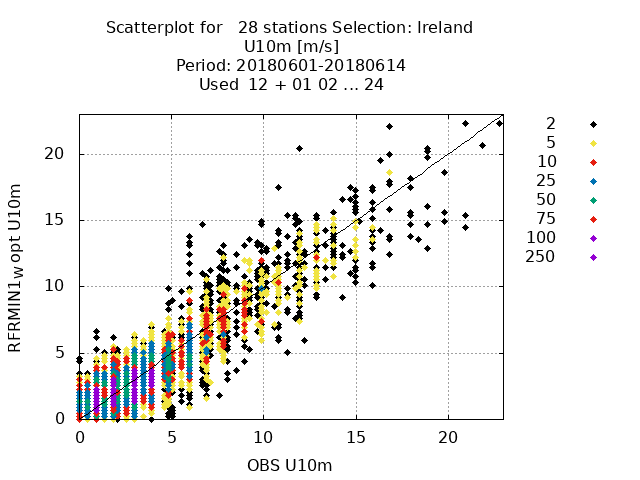 Scatterplot for   28 stations Selection: Ireland
U10m [m/s]
Period: 20180601-20180614
Used  12 + 01 02 ... 24
RFRMIN1_W opt U10m
20
15
10
5
0
0 5 10 15 20
OBS U10m
2
5
10
25
50
75
100
250